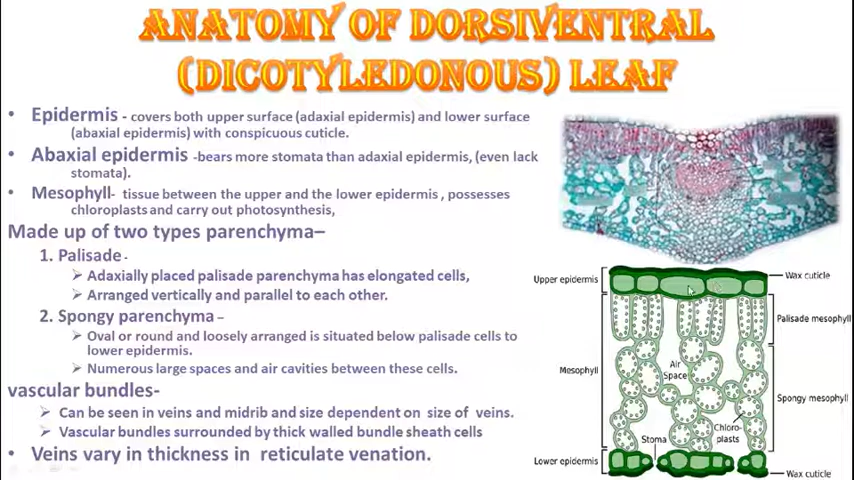 ANATOMY OF DORSIVENTRAL
(DICOTYLEDONOUS) LEAF
• Epidermis - covers both upper surface (adaxial epidermis) and lower surface
(abaxial epidermis) with conspicuous cuticle.
• Abaxial epidermis -bears more stomata than adaxial epidermis, (even lack
stomata).
• Mesophyll- tissue between the upper and the lower epidermis , possesses
chloroplasts and carry out photosynthesis,
Made up of two types parenchyma–
1. Palisade -
➢ Adaxially placed palisade parenchyma has elongated cells,
➢ Arranged vertically and parallel to each other.
2. Spongy parenchyma –
➢ Oval or round and loosely arranged is situated below palisade cells to
lower epidermis.
➢ Numerous large spaces and air cavities between these cells.
vascular bundles-
➢ Can be seen in veins and midrib and size dependent on size of veins.
➢ Vascular bundles surrounded by thick walled bundle sheath cells
• Veins vary in thickness in reticulate venation.
Upper epidermis
Wax cuticle
Palisade mesophyll
Mesophyll
Air
Space
Spongy mesophyll
Chloro-
plasts
Stoma
Lower epidermis
Wax cuticle